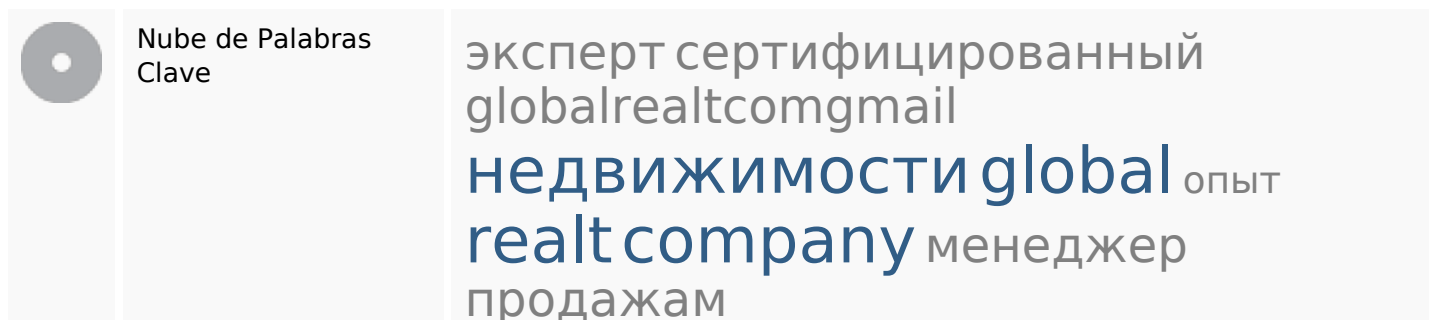 Nube de Palabras
Clave
эксперт сертифицированный
globalrealtcomgmail
недвижимости global опыт
realt company менеджер
продажам